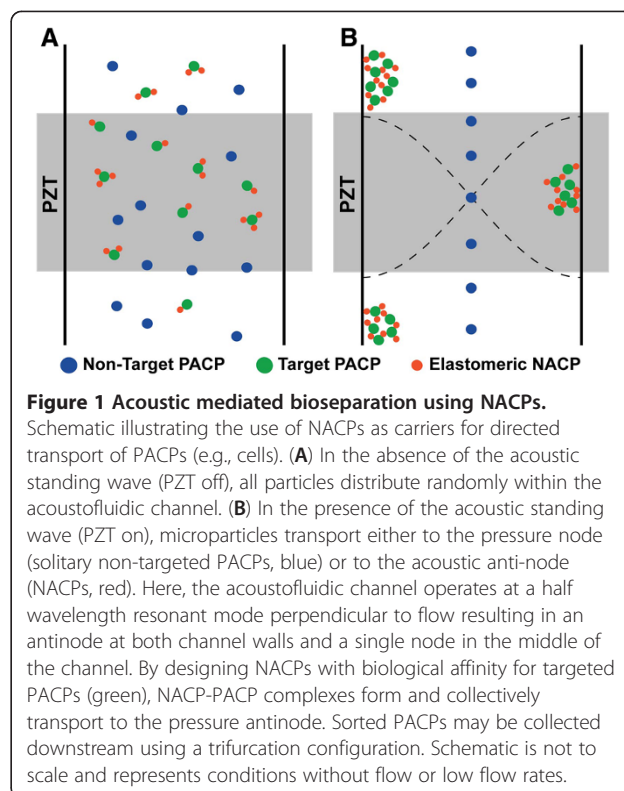 A
B
PZT
PZT
Non-Target PACP Target PACP Elastomeric NACP
Figure 1 Acoustic mediated bioseparation using NACPs.
Schematic illustrating the use of NACPs as carriers for directed
transport of PACPs (e.g., cells). (A) In the absence of the acoustic
standing wave (PZT off), all particles distribute randomly within the
acoustofluidic channel. (B) In the presence of the acoustic standing
wave (PZT on), microparticles transport either to the pressure node
(solitary non-targeted PACPs, blue) or to the acoustic anti-node
(NACPs, red). Here, the acoustofluidic channel operates at a half
wavelength resonant mode perpendicular to flow resulting in an
antinode at both channel walls and a single node in the middle of
the channel. By designing NACPs with biological affinity for targeted
PACPs (green), NACP-PACP complexes form and collectively
transport to the pressure antinode. Sorted PACPs may be collected
downstream using a trifurcation configuration. Schematic is not to
scale and represents conditions without flow or low flow rates.